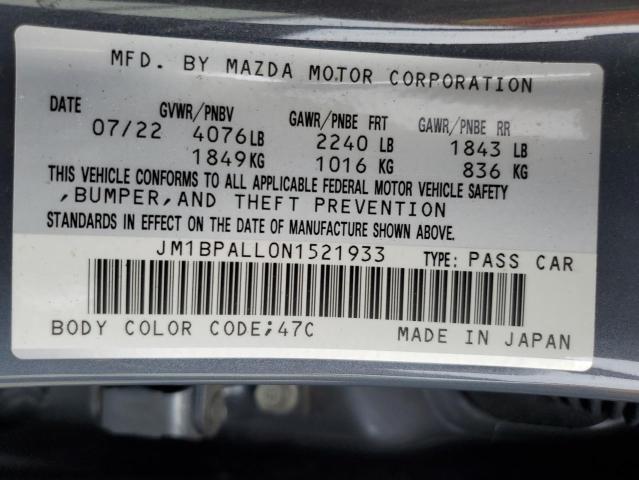 MFD. BY MAZDA MOTOR CORPORATION
DATE GVWR/PNBV GAWR/PNBE FRT GAWR/PNBE RR
07/22 4076LB 2240 LB 1843 LB
1849KG 1016 KG 836 KG
THIS VEHICLE CONFORMS TO ALL APPLICABLE FEDERAL MOTOR VEHICLE SAFETY
,BUMPER,AND THEFT PREVENTION
STANDARDS IN EFFECT ON THE DATE OF MANUFACTURE SHOWN ABOVE.
JM1BPALL0N1521933 TYPE: PASS CAR
BODY COLOR CODE;47C MADE IN JAPAN